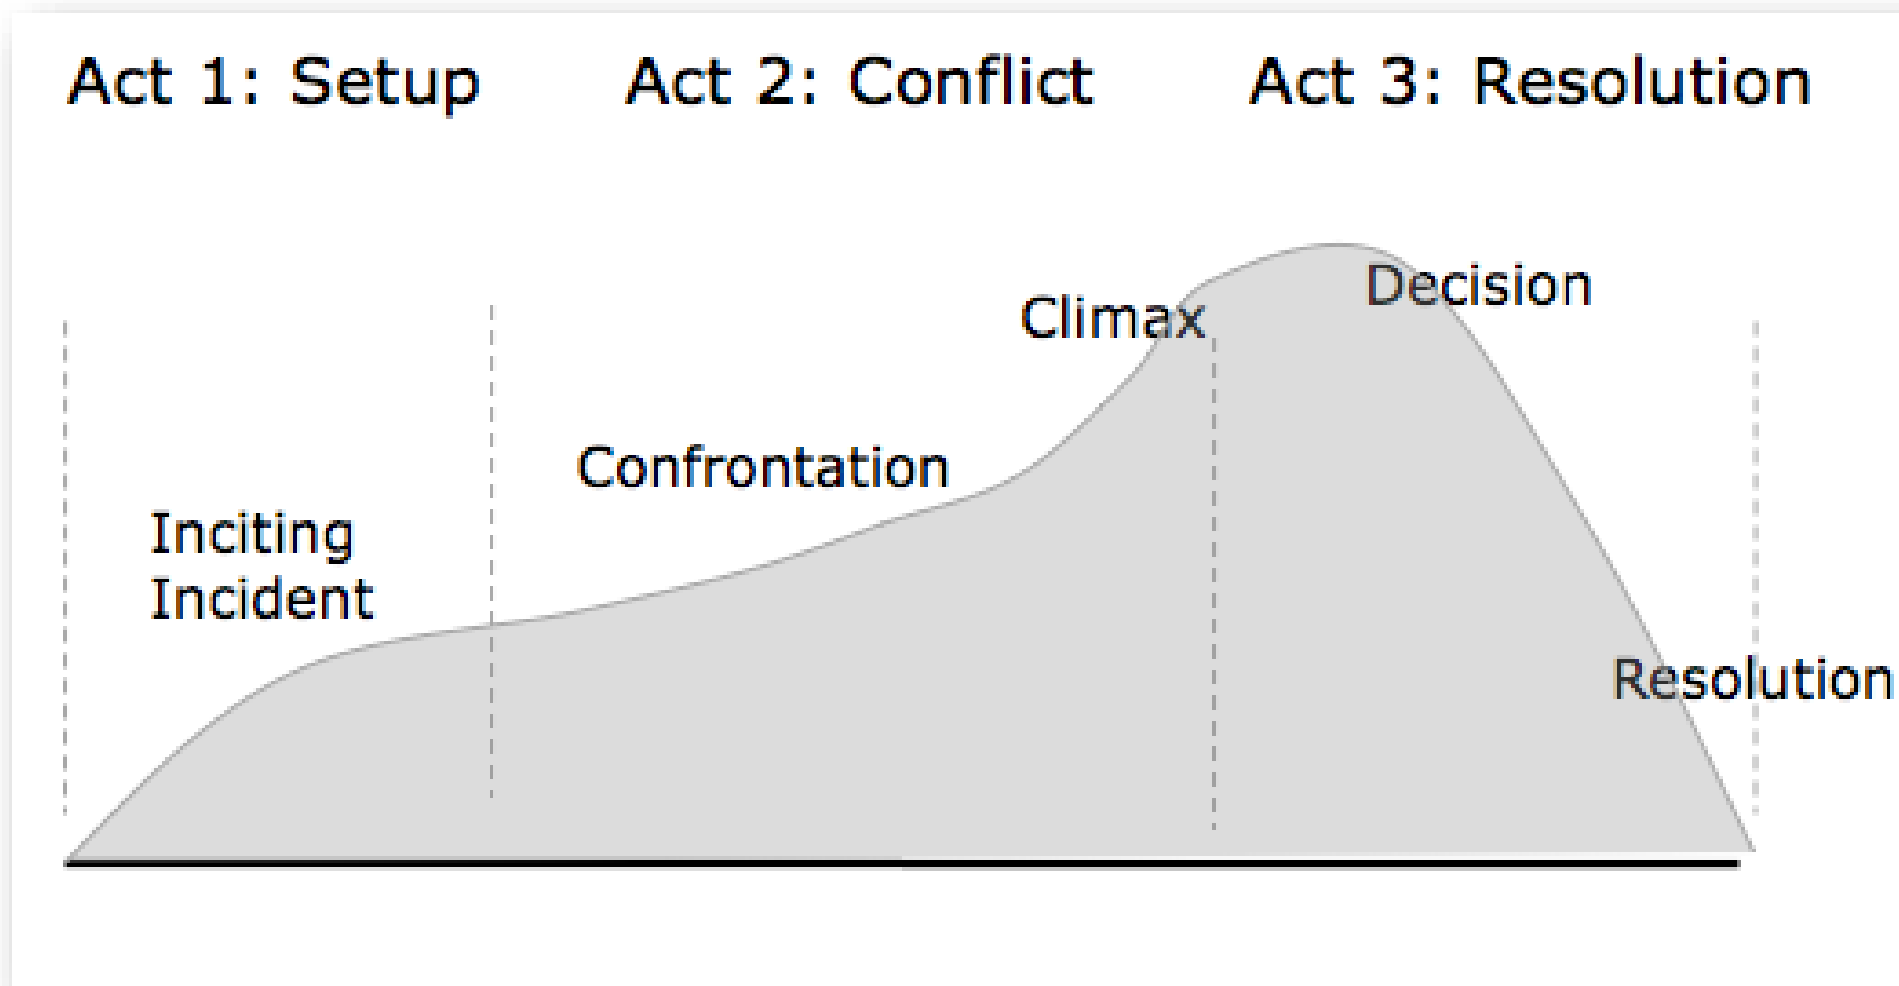 Act 1: Setup
Act 2: Conflict
Act 3: Resolution
Inciting
Incident
Confrontation
Climax
Decision
Resolution